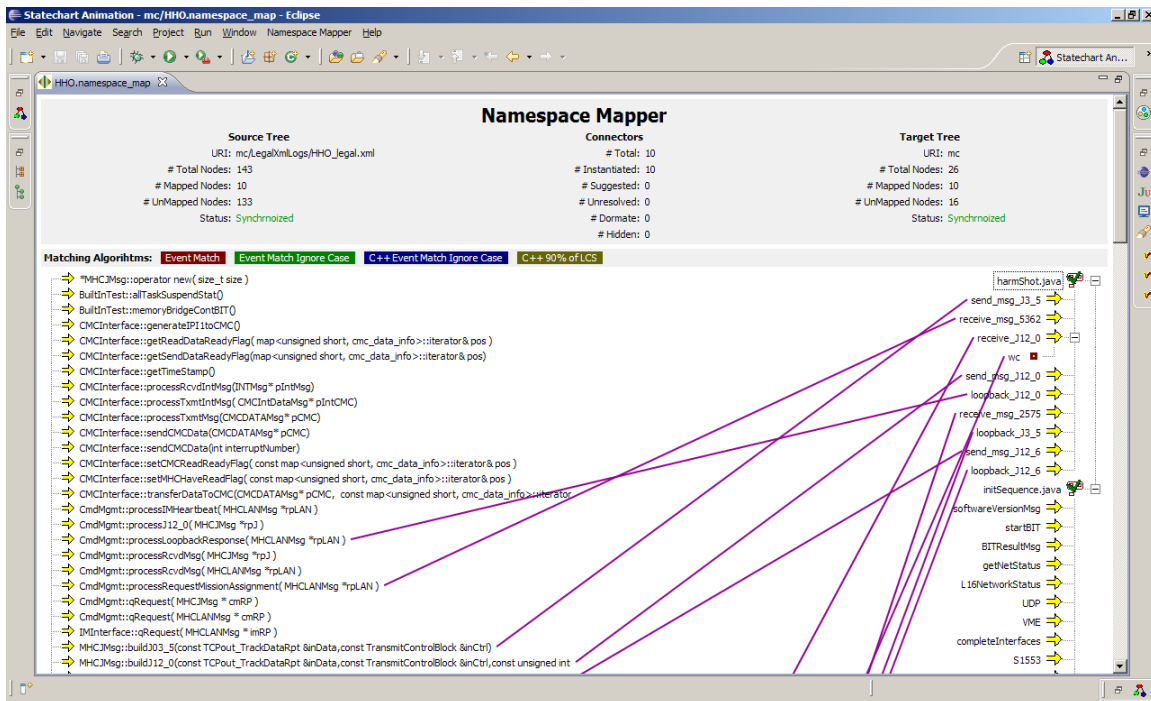 Statechart Animation - mc/HHO.namespace_map - Eclipse
File Edit Navigate Search Project Run Window Namespace Mapper Help
Statechart An...
HHO.namespace_map
Namespace Mapper
Source Tree Connectors Target Tree
URI: mc/LegalXmlLogs/HHO_legal.xml # Total: 10 URI: mc
# Total Nodes: 143 # Instantiated: 10 # Total Nodes: 26
# Mapped Nodes: 10 # Suggested: 0 # Mapped Nodes: 10
# UnMapped Nodes: 133 # Unresolved: 0 # UnMapped Nodes: 16
Status: Synchrnoized # Dormate: 0 Status: Synchrnoized
# Hidden: 0
Matching Algorihtms: Event Match Event Match Ignore Case C++ Event Match Ignore Case C++ 90% of LCS
*MHCJMsg::operator new( size_t size ) harmShot.java
BuiltInTest::allTaskSuspendStat() send_msg_J3_5
BuiltInTest::memoryBridgeContBIT() receive_msg_5362
CMCInterface::generateIPI1toCMC() receive_J12_0
CMCInterface::getReadDataReadyFlag( map<unsigned short, cmc_data_info>::iterator& pos )
CMCInterface::getSendDataReadyFlag(map<unsigned short, cmc_data_info>::iterator& pos) wc
CMCInterface::getTimeStamp() send_msg_J12_0
CMCInterface::processRcvdIntMsg(INTMsg* pIntMsg) loopback_J12_0
CMCInterface::processTxmtIntMsg( CMCIntDataMsg* pIntCMC)
CMCInterface::processTxmtMsg(CMCDATAMsg* pCMC) receive_msg_2575
CMCInterface::sendCMCData(CMCDATAMsg* pCMC) loopback_J3_5
CMCInterface::sendCMCData(int interruptNumber) send_msg_J12_6
CMCInterface::setCMCReadReadyFlag( const map<unsigned short, cmc_data_info>::iterator& pos ) loopback_J12_6
CMCInterface::setMHCHaveReadFlag( const map<unsigned short, cmc_data_info>::iterator& pos )
CMCInterface::transferDataToCMC(CMCDATAMsg* pCMC, const map<unsigned short, cmc_data_info>::iterator initSequence.java
CmdMgmt::processIMHeartbeat( MHCLANMsg *rpLAN ) softwareVersionMsg
CmdMgmt::processJ12_0( MHCJMsg *rpJ ) startBIT
CmdMgmt::processLoopbackResponse( MHCLANMsg *rpLAN ) BITResultMsg
CmdMgmt::processRcvdMsg( MHCJMsg *rpJ ) getNetStatus
CmdMgmt::processRcvdMsg( MHCLANMsg *rpLAN )
CmdMgmt::processRequestMissionAssignment( MHCLANMsg *rpLAN ) L16NetworkStatus
CmdMgmt::qRequest( MHCJMsg * cmRP ) UDP
CmdMgmt::qRequest( MHCLANMsg * cmRP ) VME
IMInterface::qRequest( MHCLANMsg * imRP ) completeInterfaces
MHCJMsg::buildJ03_5(const TCPout_TrackDataRpt &inData,const TransmitControlBlock &inCtrl)
MHCJMsg::buildJ12_0(const TCPout_TrackDataRpt &inData,const TransmitControlBlock &inCtrl,const unsigned int S1553